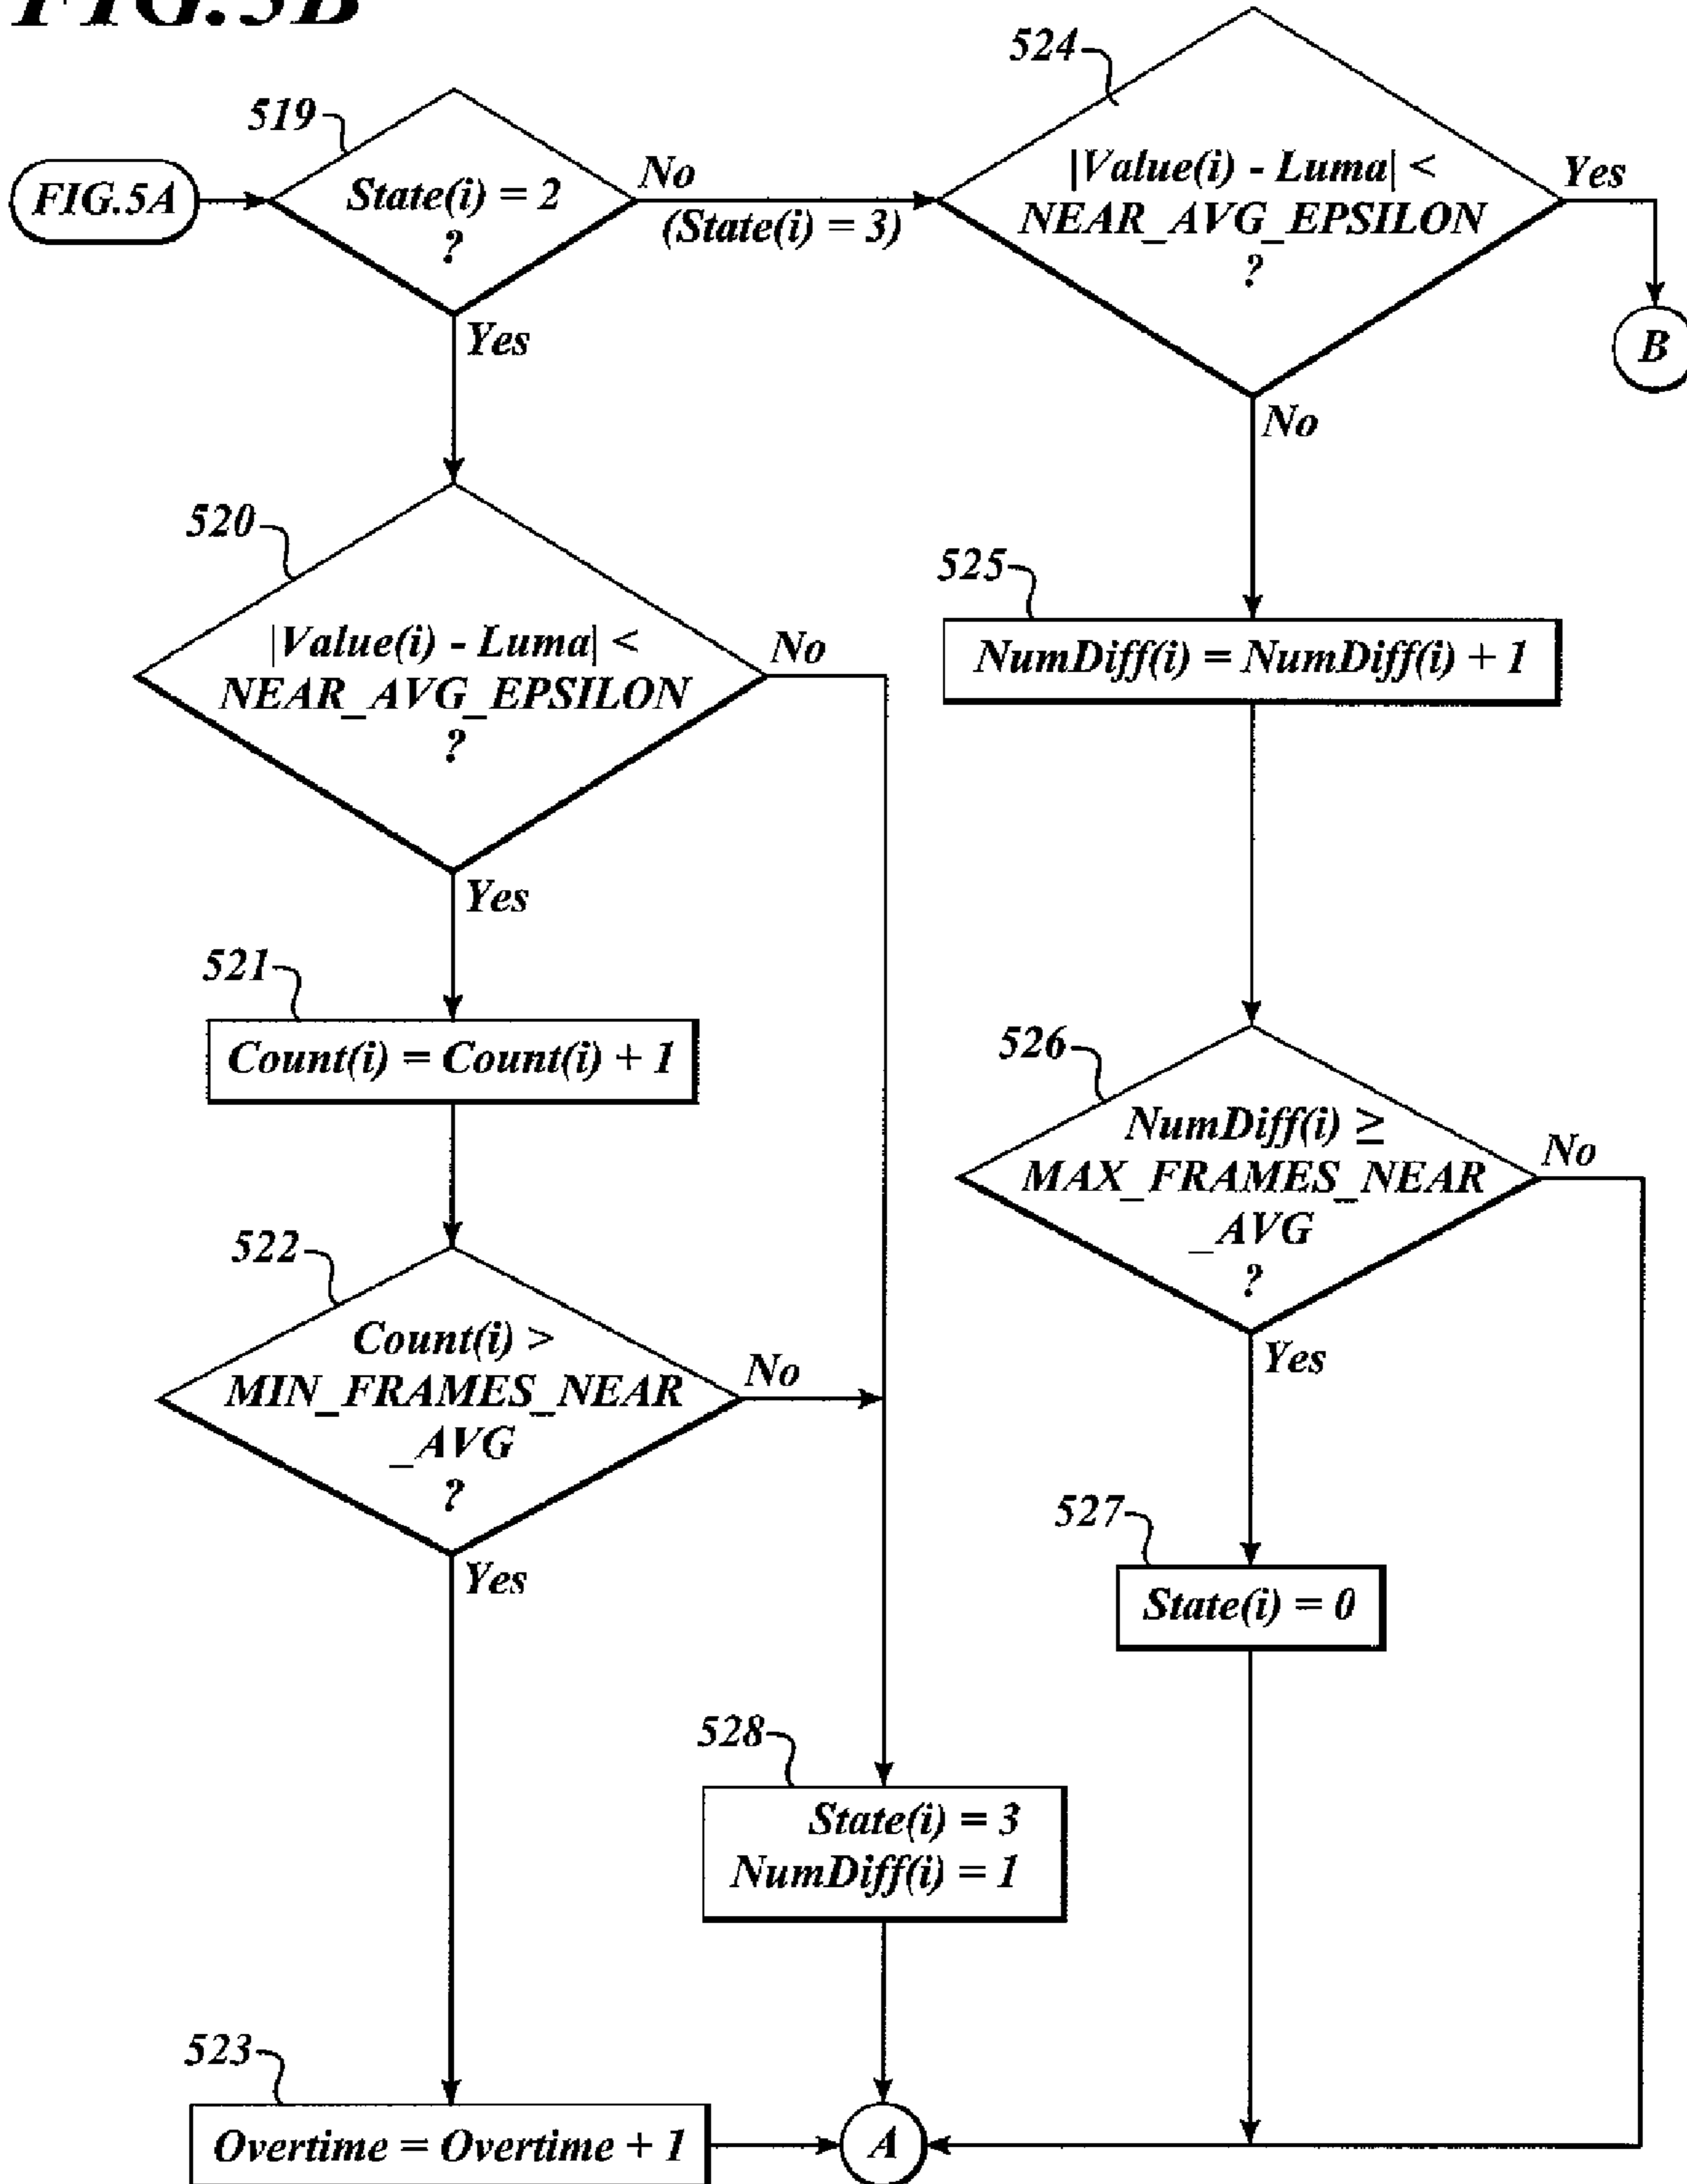 FIG.5B
524
519
FIG.5A
State(i) = 2
?
No
(State(i) = 3)
|Value(i) - Luma| <
NEAR_AVG_EPSILON
?
Yes
B
Yes
No
520
|Value(i) - Luma| <
NEAR_AVG_EPSILON
?
No
Yes
525
NumDiff(i) = NumDiff(i) + 1
521
Count(i) = Count(i) + 1
526
NumDiff(i) ≥
MAX_FRAMES_NEAR
_AVG
?
No
Yes
522
Count(i) >
MIN_FRAMES_NEAR
_AVG
?
No
Yes
527
State(i) = 0
528
State(i) = 3
NumDiff(i) = 1
523
Overtime = Overtime + 1
A